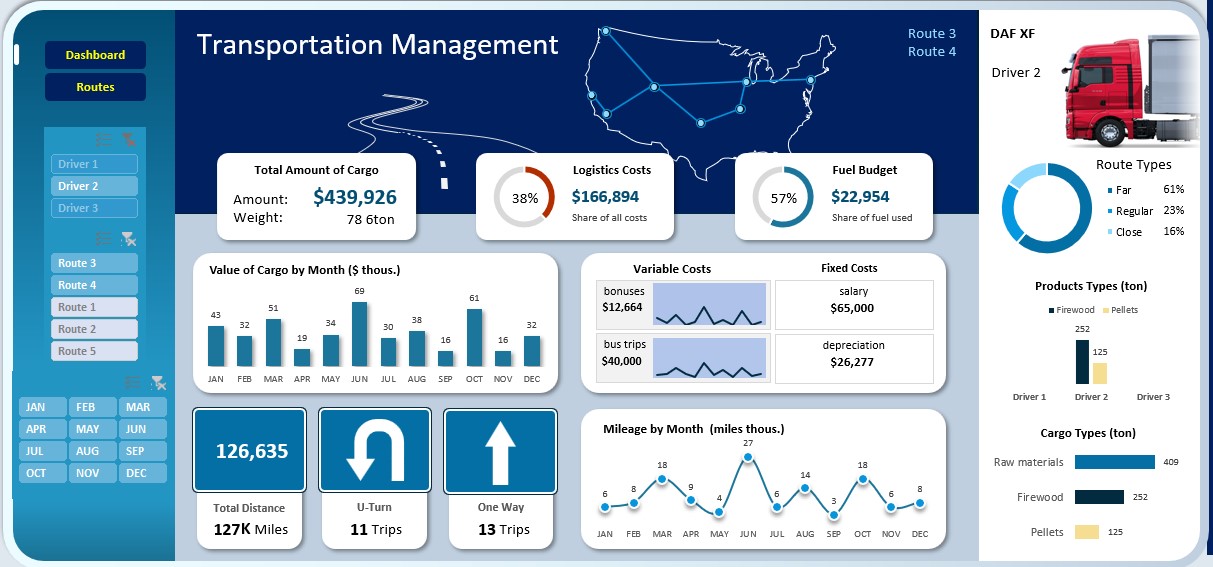 Dashboard
Routes
Driver 1
Driver 2
Driver 3
Route 3
Route 4
Route 1
Route 2
Route 5
JAN FEB MAR
APR MAY JUN
JUL AUG SEP
OCT NOV DEC
Transportation Management
Route 3
Route 4
Total Amount of Cargo
Amount: $439,926
Weight: 78 6ton
38%
Logistics Costs
$166,894
Share of all costs
57%
Fuel Budget
$22,954
Share of fuel used
Value of Cargo by Month ($ thous.)
43 32 51 19 34 69 30 38 16 61 16 32
JAN FEB MAR APR MAY JUN JUL AUG SEP OCT NOV DEC
Variable Costs
Fixed Costs
bonuses
$12,664
salary
$65,000
bus trips
$40,000
depreciation
$26,277
126,635
Total Distance
127K Miles
U-Turn
11 Trips
One Way
13 Trips
Mileage by Month (miles thous.)
6 8 18 9 4 27 6 14 3 18 6 8
JAN FEB MAR APR MAY JUN JUL AUG SEP OCT NOV DEC
DAF XF
Driver 2
Route Types
Far 61%
Regular 23%
Close 16%
Products Types (ton)
Firewood Pellets
252
125
Driver 1 Driver 2 Driver 3
Cargo Types (ton)
Raw materials 409
Firewood 252
Pellets 125